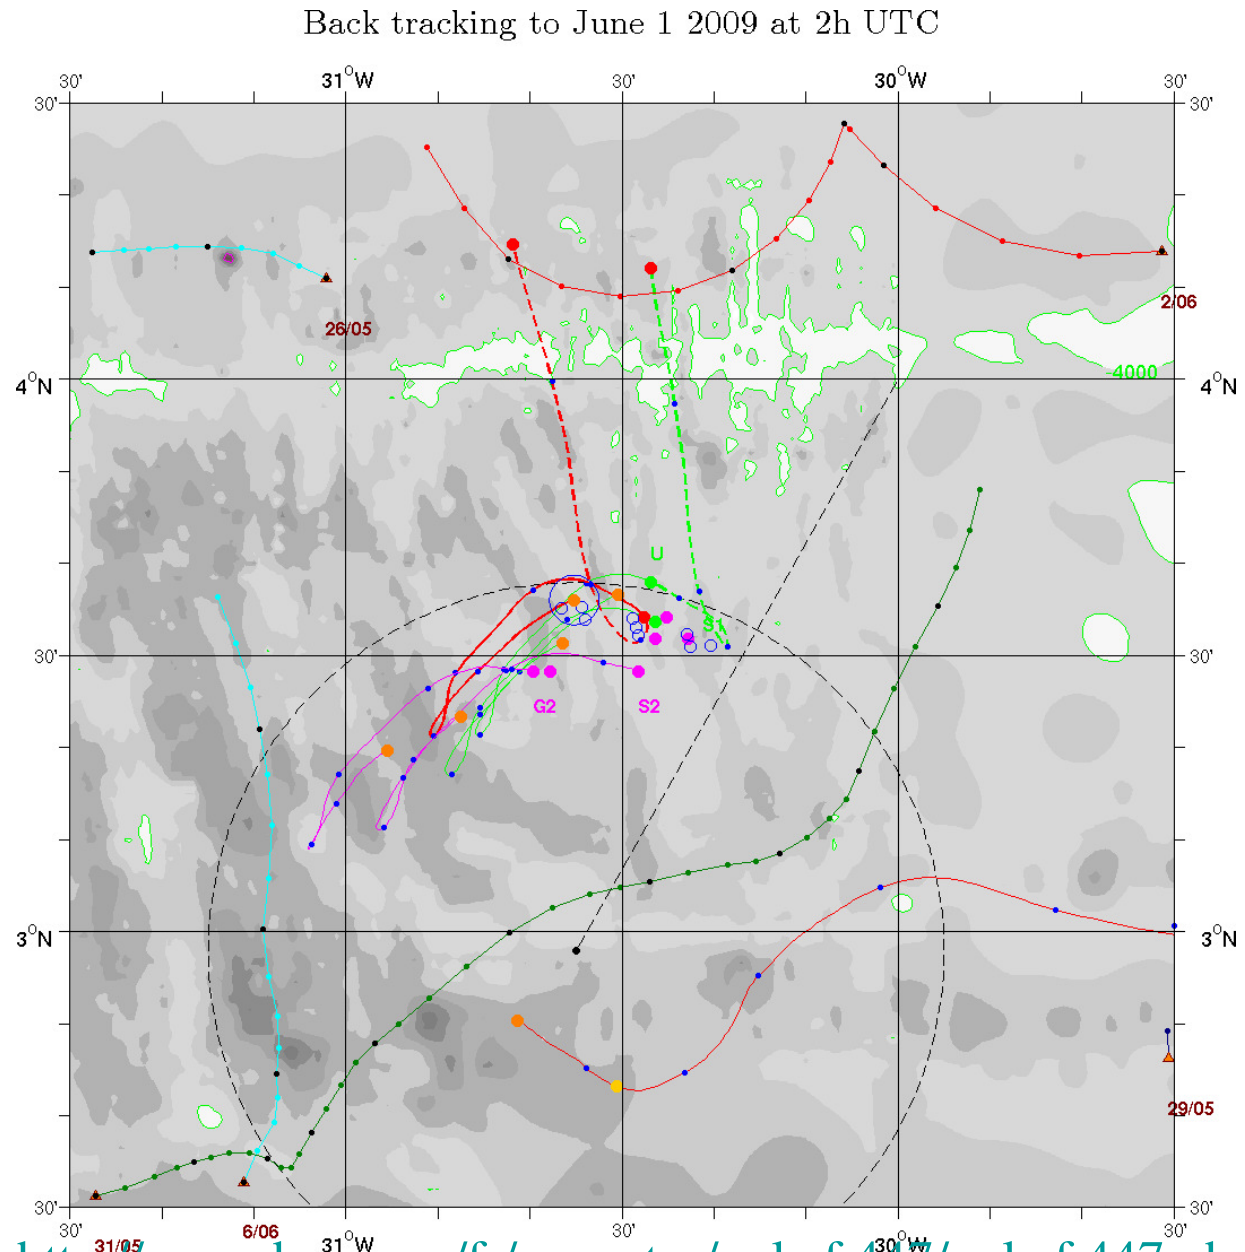 Back tracking to June 1 2009 at 2h UTC
30' 31°W 30' 30°W 30'
30' 30'
2/06
26/05
4000
4°N 4°N
U
S1
30' 30'
G2 S2
3°N 3°N
29/05
30' 30'
30' 6/06 31°W 30' 30°W 30'
31/05